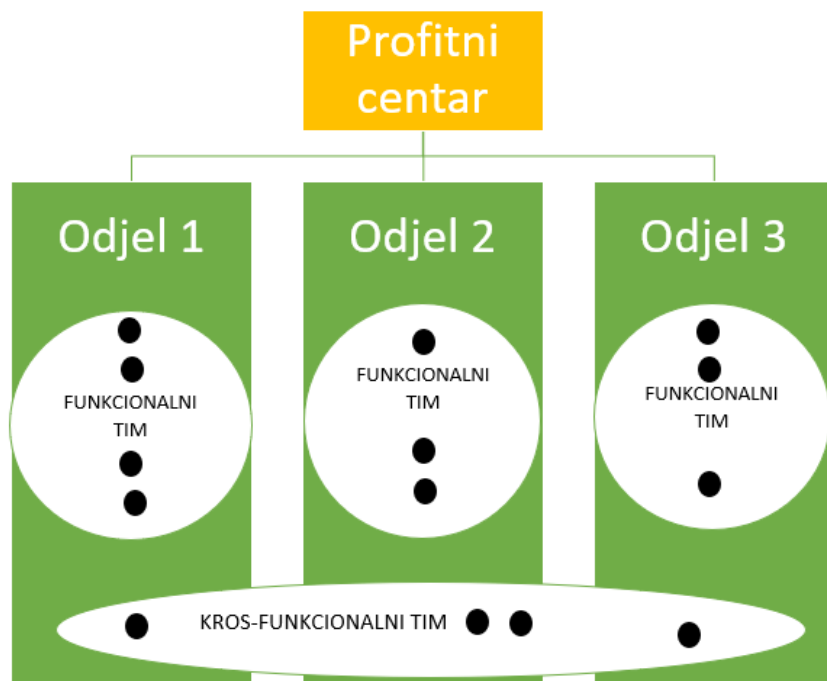 Profitni
centar
Odjel 1
Odjel 2
Odjel 3
FUNKCIONALNI
TIM
FUNKCIONALNI
TIM
FUNKCIONALNI
TIM
KROS-FUNKCIONALNI TIM